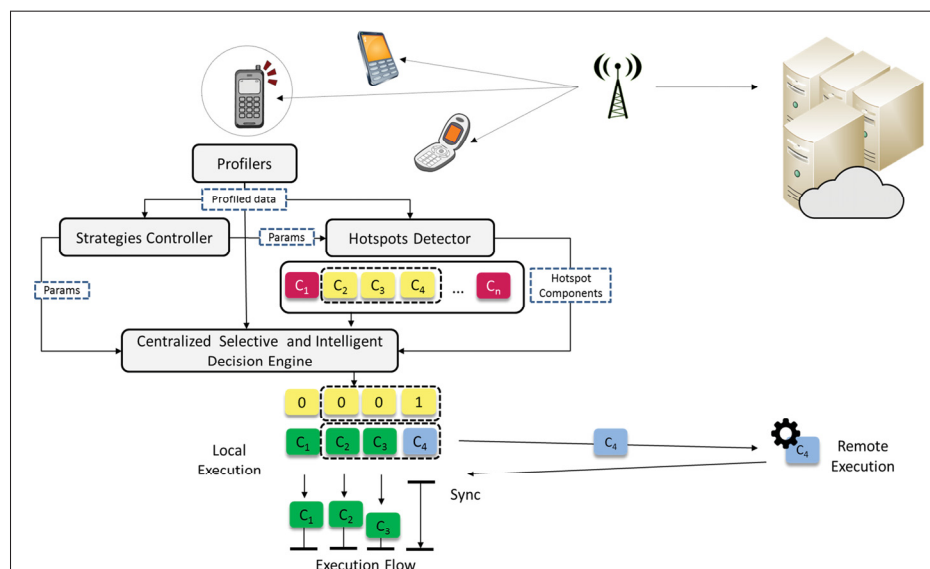 Profilers
Profiled data
Strategies Controller
Params
Hotspots Detector
Params
C1 C2 C3 C4 ... Cn
Hotspot
Components
Centralized Selective and Intelligent
Decision Engine
0 0 0 1
Local
Execution
C1 C2 C3 C4
C4
C4
Remote
Execution
Sync
C1 C2 C3
Execution Flow